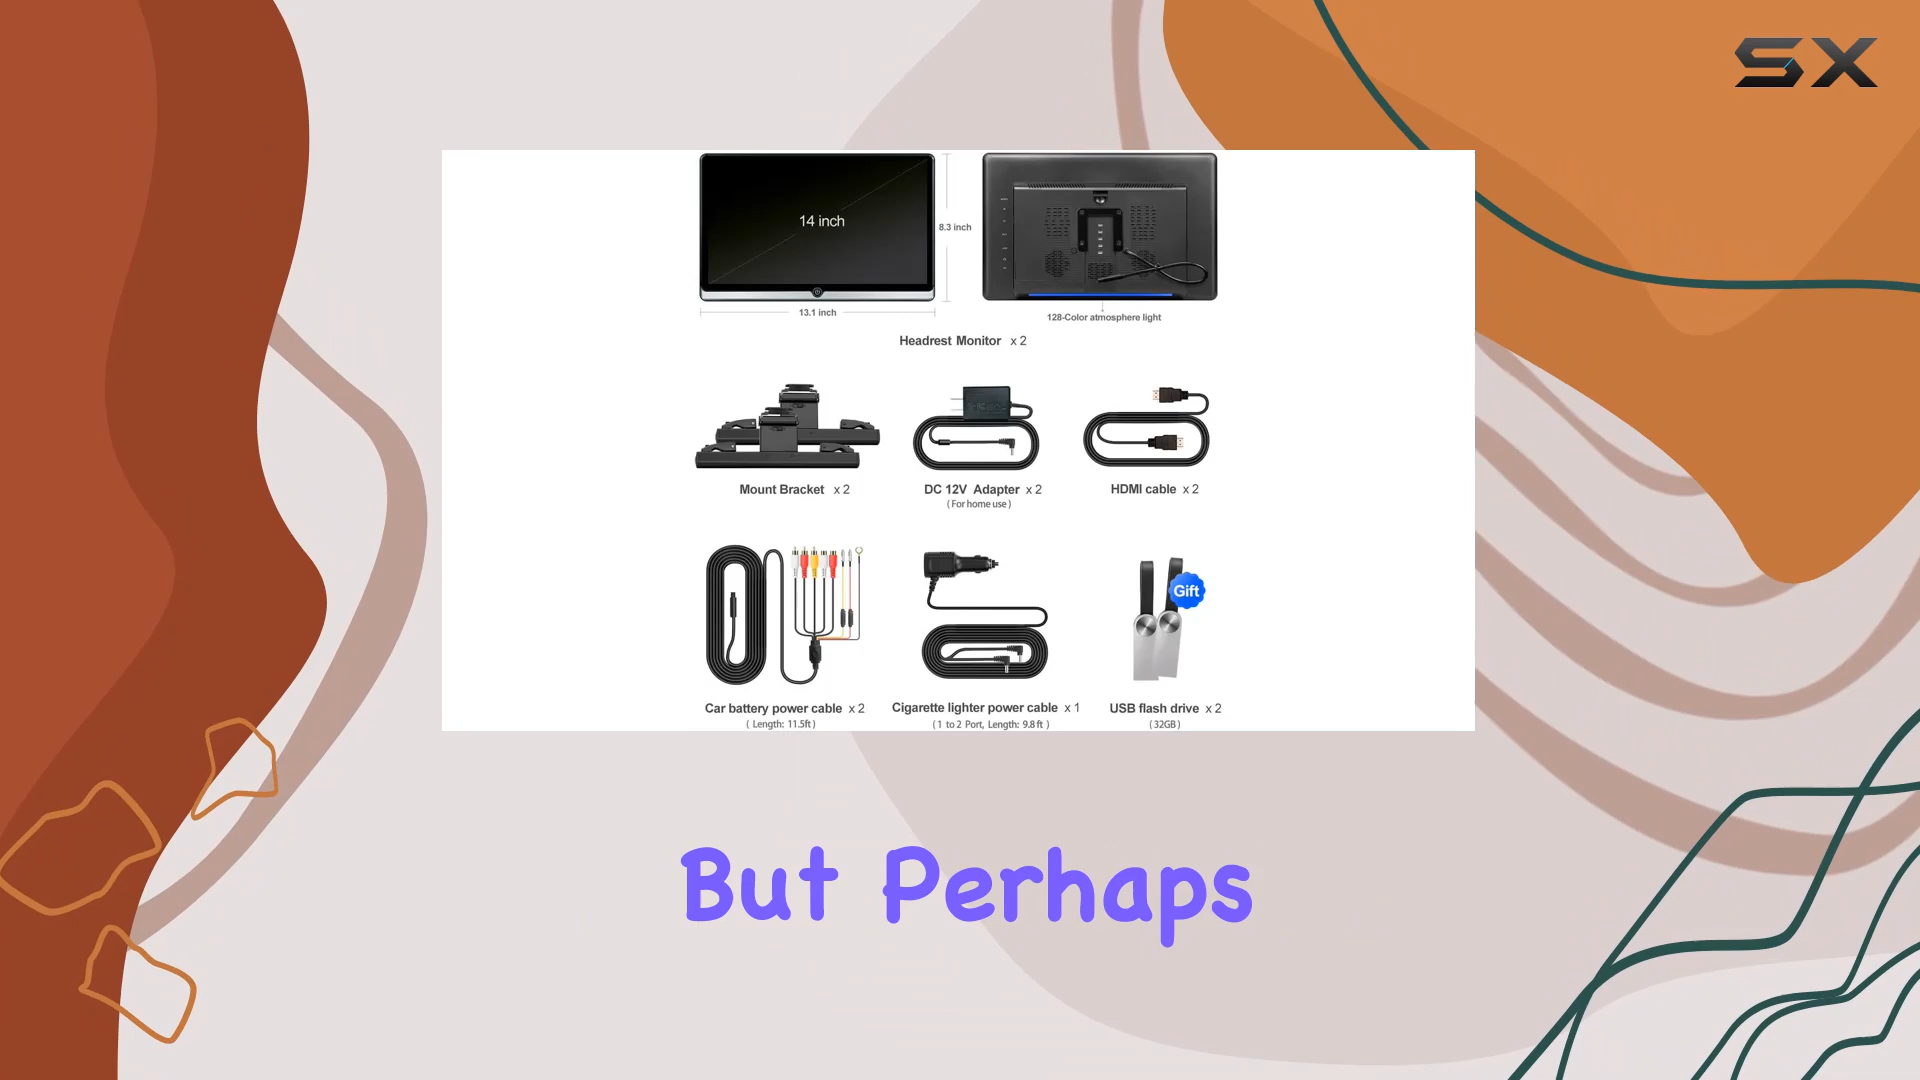 SX
14 inch
8.3 inch
13.1 inch
128-Color atmosphere light
Headrest Monitor x 2
Mount Bracket x 2
DC 12V Adapter x 2
( For home use )
HDMI cable x 2
Gift
Car battery power cable x 2
( Length: 11.5ft )
Cigarette lighter power cable x 1
( 1 to 2 Port, Length: 9.8 ft )
USB flash drive x 2
( 32GB )
But Perhaps